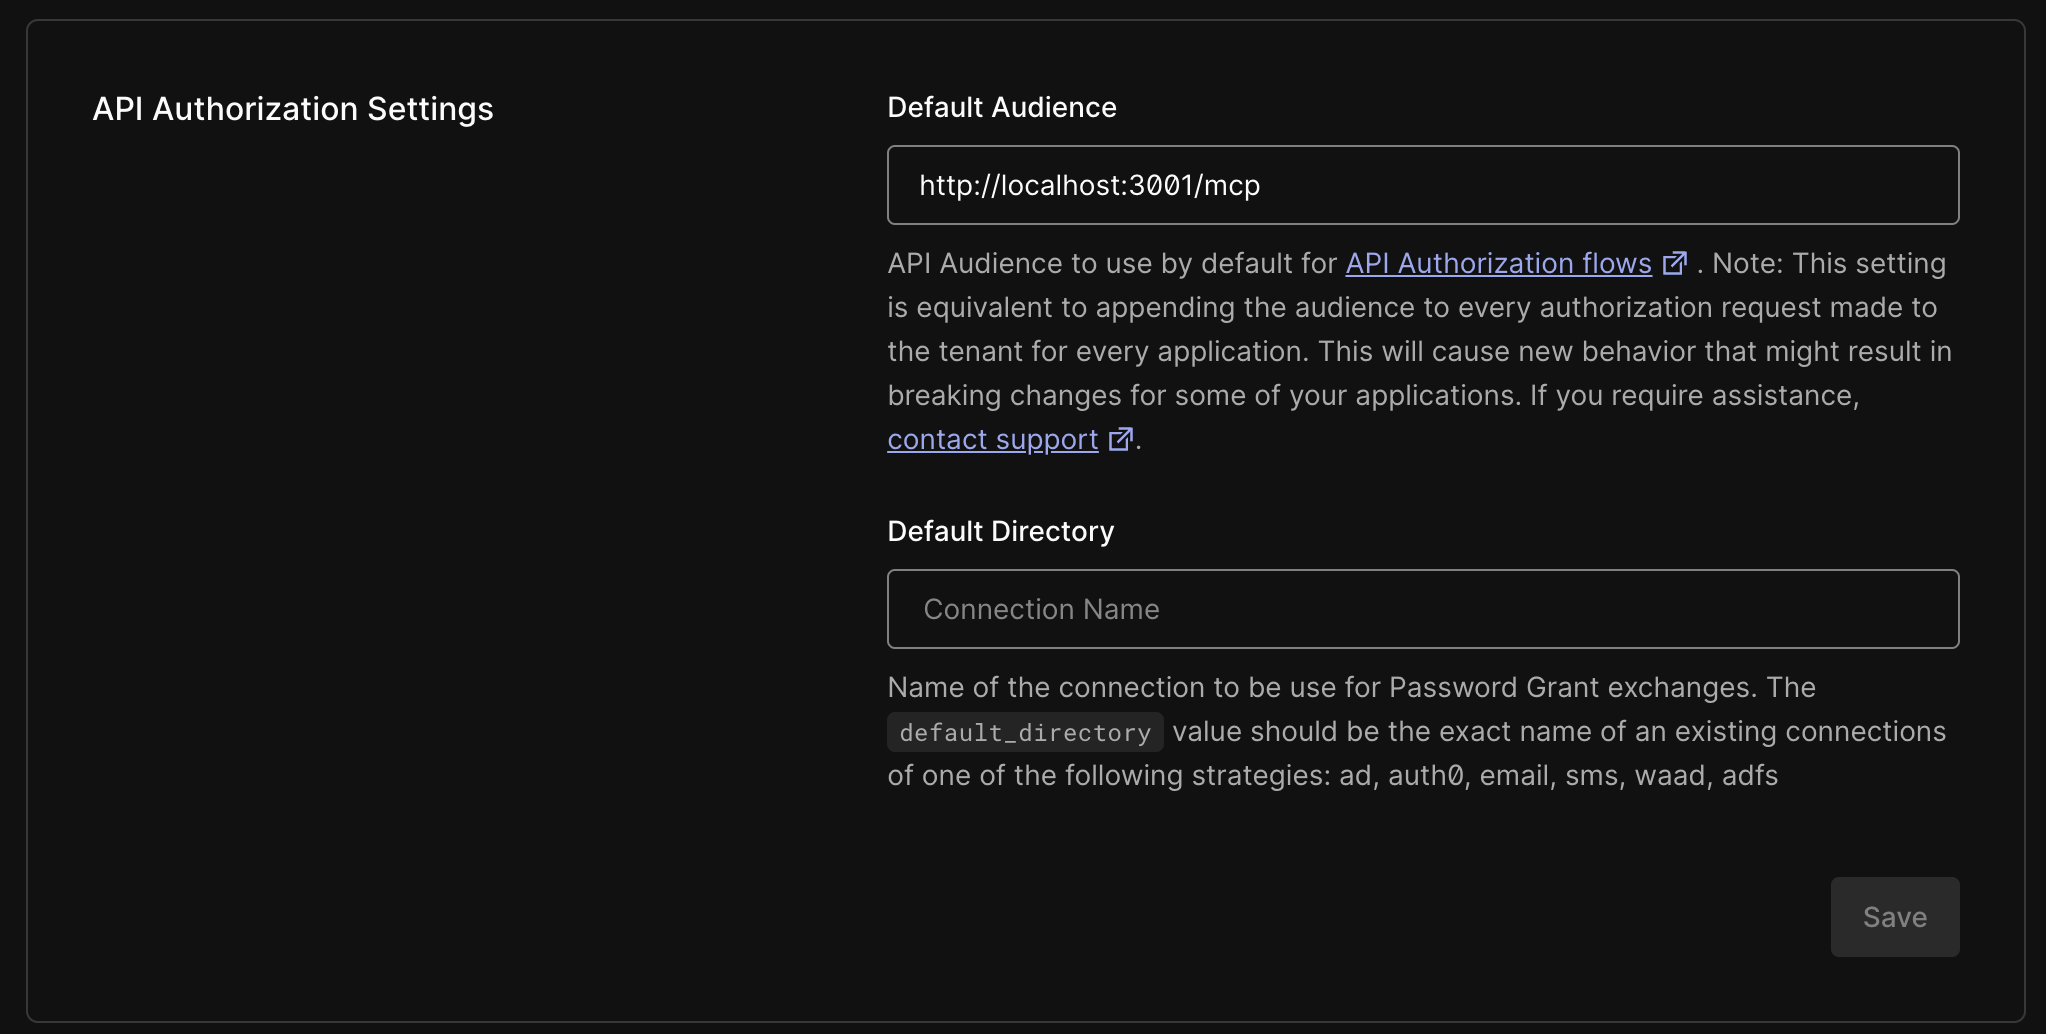 API Authorization Settings
Default Audience
http://localhost:3001/mcp
API Audience to use by default for API Authorization flows . Note: This setting
is equivalent to appending the audience to every authorization request made to
the tenant for every application. This will cause new behavior that might result in
breaking changes for some of your applications. If you require assistance,
contact support .
Default Directory
Connection Name
Name of the connection to be use for Password Grant exchanges. The
default_directory value should be the exact name of an existing connections
of one of the following strategies: ad, auth0, email, sms, waad, adfs
Save